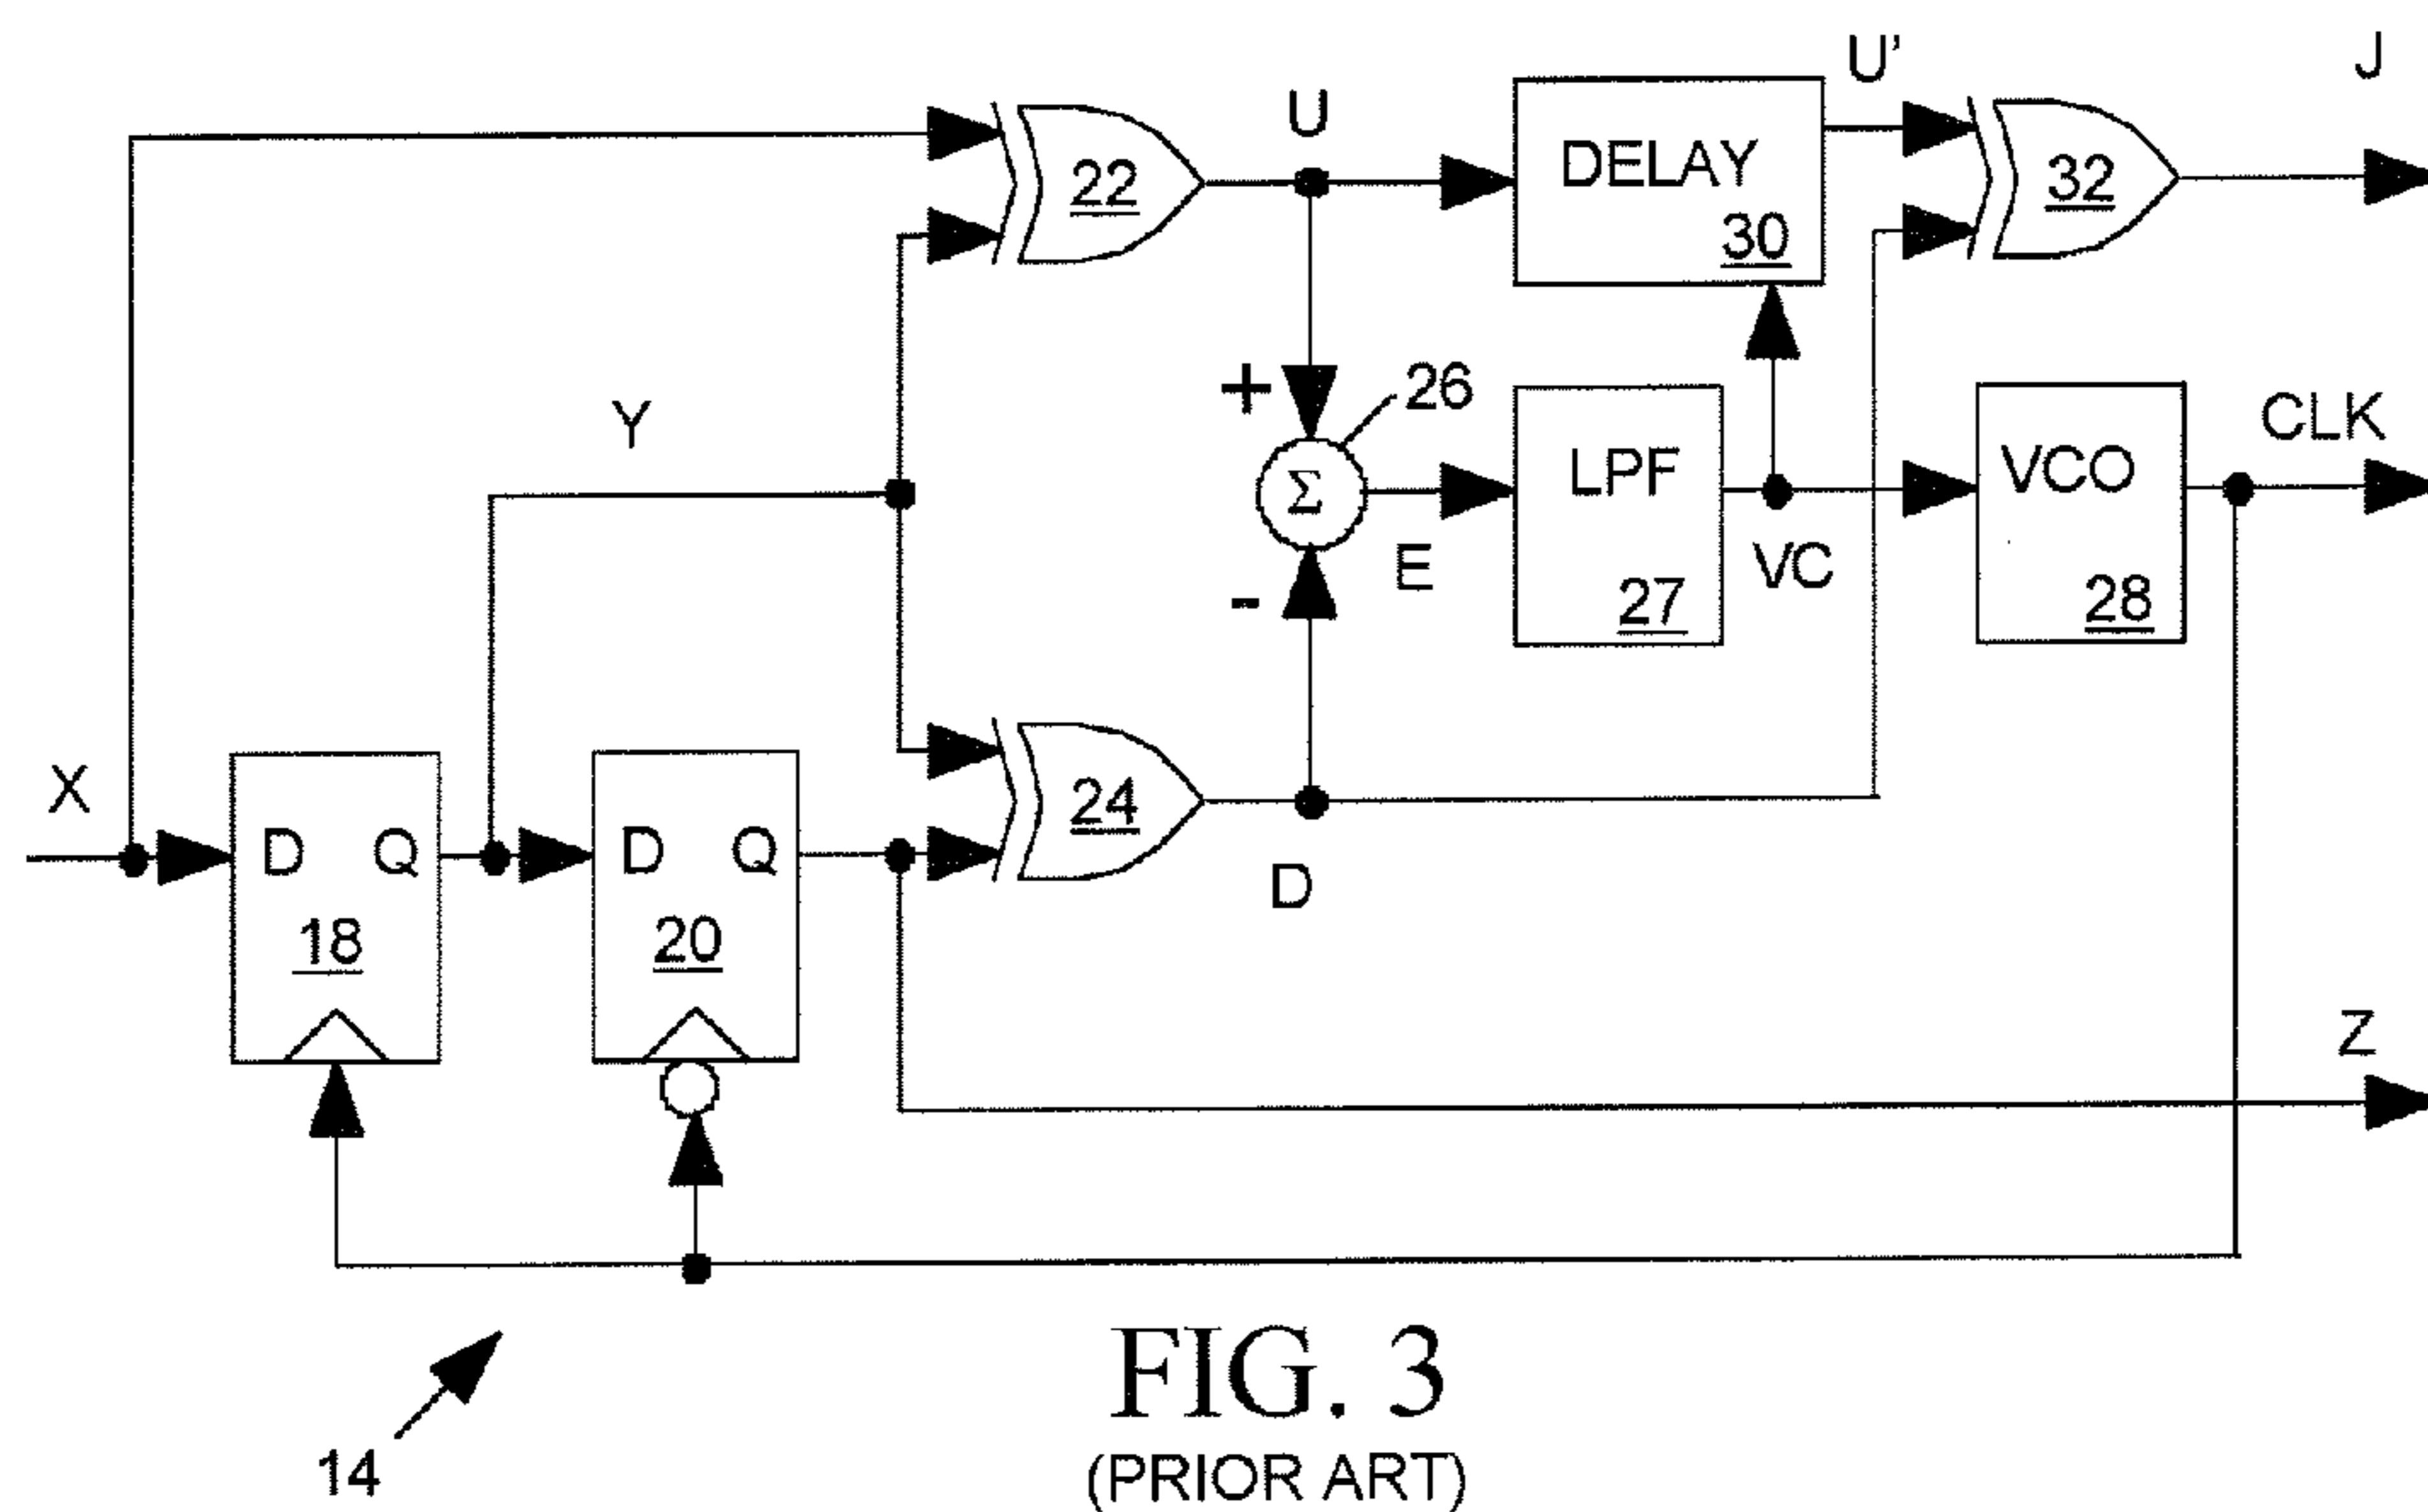 U' J
U
22
DELAY
30
32
+
26
Y
CLK
Σ
LPF
27
VCO
28
E
VC
-
X
D Q
18
D Q
20
24
D
Z
FIG. 3
(PRIOR ART)
14